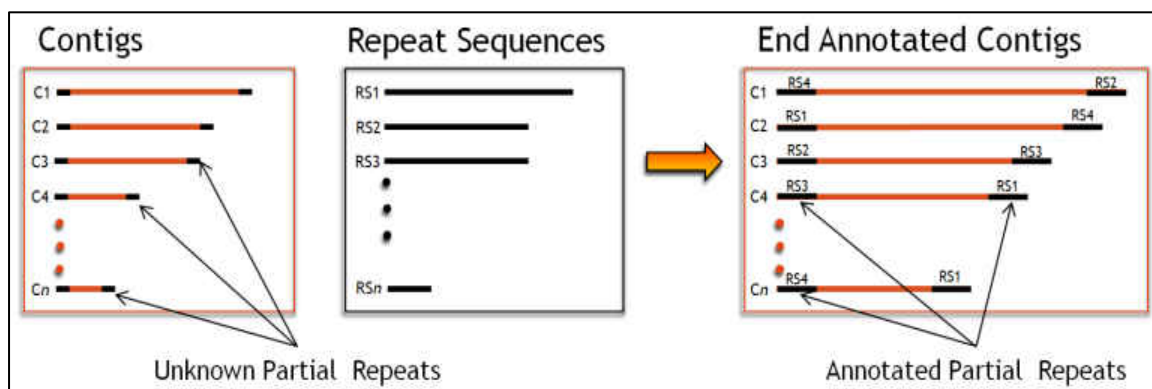 Contigs
C1
C2
C3
C4
Cn
Repeat Sequences
RS1
RS2
RS3
RSn
End Annotated Contigs
C1 RS4 RS2
C2 RS1 RS4
C3 RS2 RS3
C4 RS3 RS1
Cn RS4 RS1
Unknown Partial Repeats
Annotated Partial Repeats